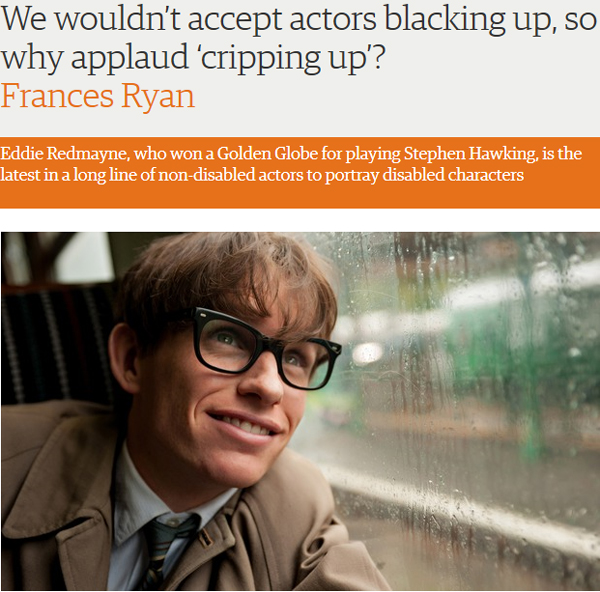 We wouldn’t accept actors blacking up, so
why applaud ‘cripping up’?
Frances Ryan
Eddie Redmayne, who won a Golden Globe for playing Stephen Hawking, is the
latest in a long line of non-disabled actors to portray disabled characters